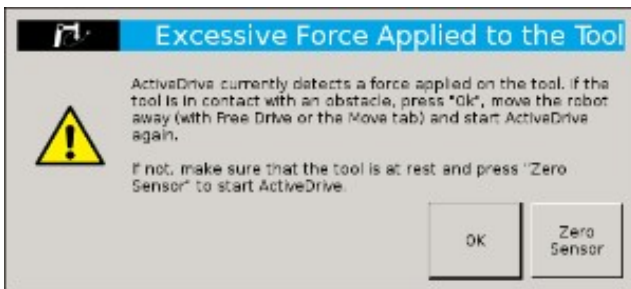 Excessive Force Applied to the Tool
ActiveDrive currently detects a force applied on the tool. If the
tool is in contact with an obstacle, press "Ok", move the robot
away (with Free Drive or the Move tab) and start ActiveDrive
again.
If not, make sure that the tool is at rest and press "Zero
Sensor" to start ActiveDrive.
OK
Zero
Sensor